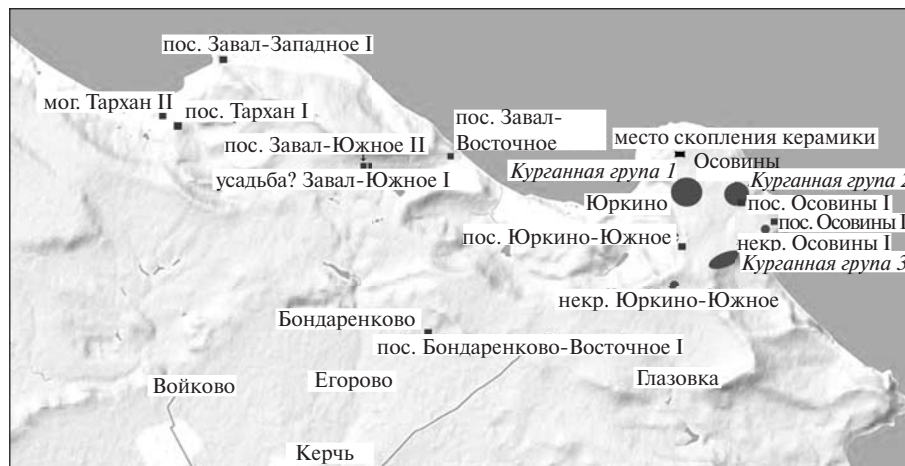 пос. Завал-Западное I
мог. Тархан II
пос. Тархан I
пос. Завал-
Восточное
пос. Завал-Южное II
усадьба? Завал-Южное I
место скопления керамики
Осовины
Курганная група 1
Курганная група 2
Юркино
пос. Осовины I
пос. Осовины I
пос. Юркино-Южное
некр. Осовины I
Курганная група 3
некр. Юркино-Южное
Бондаренково
пос. Бондаренково-Восточное I
Войково
Егорово
Глазовка
Керчь